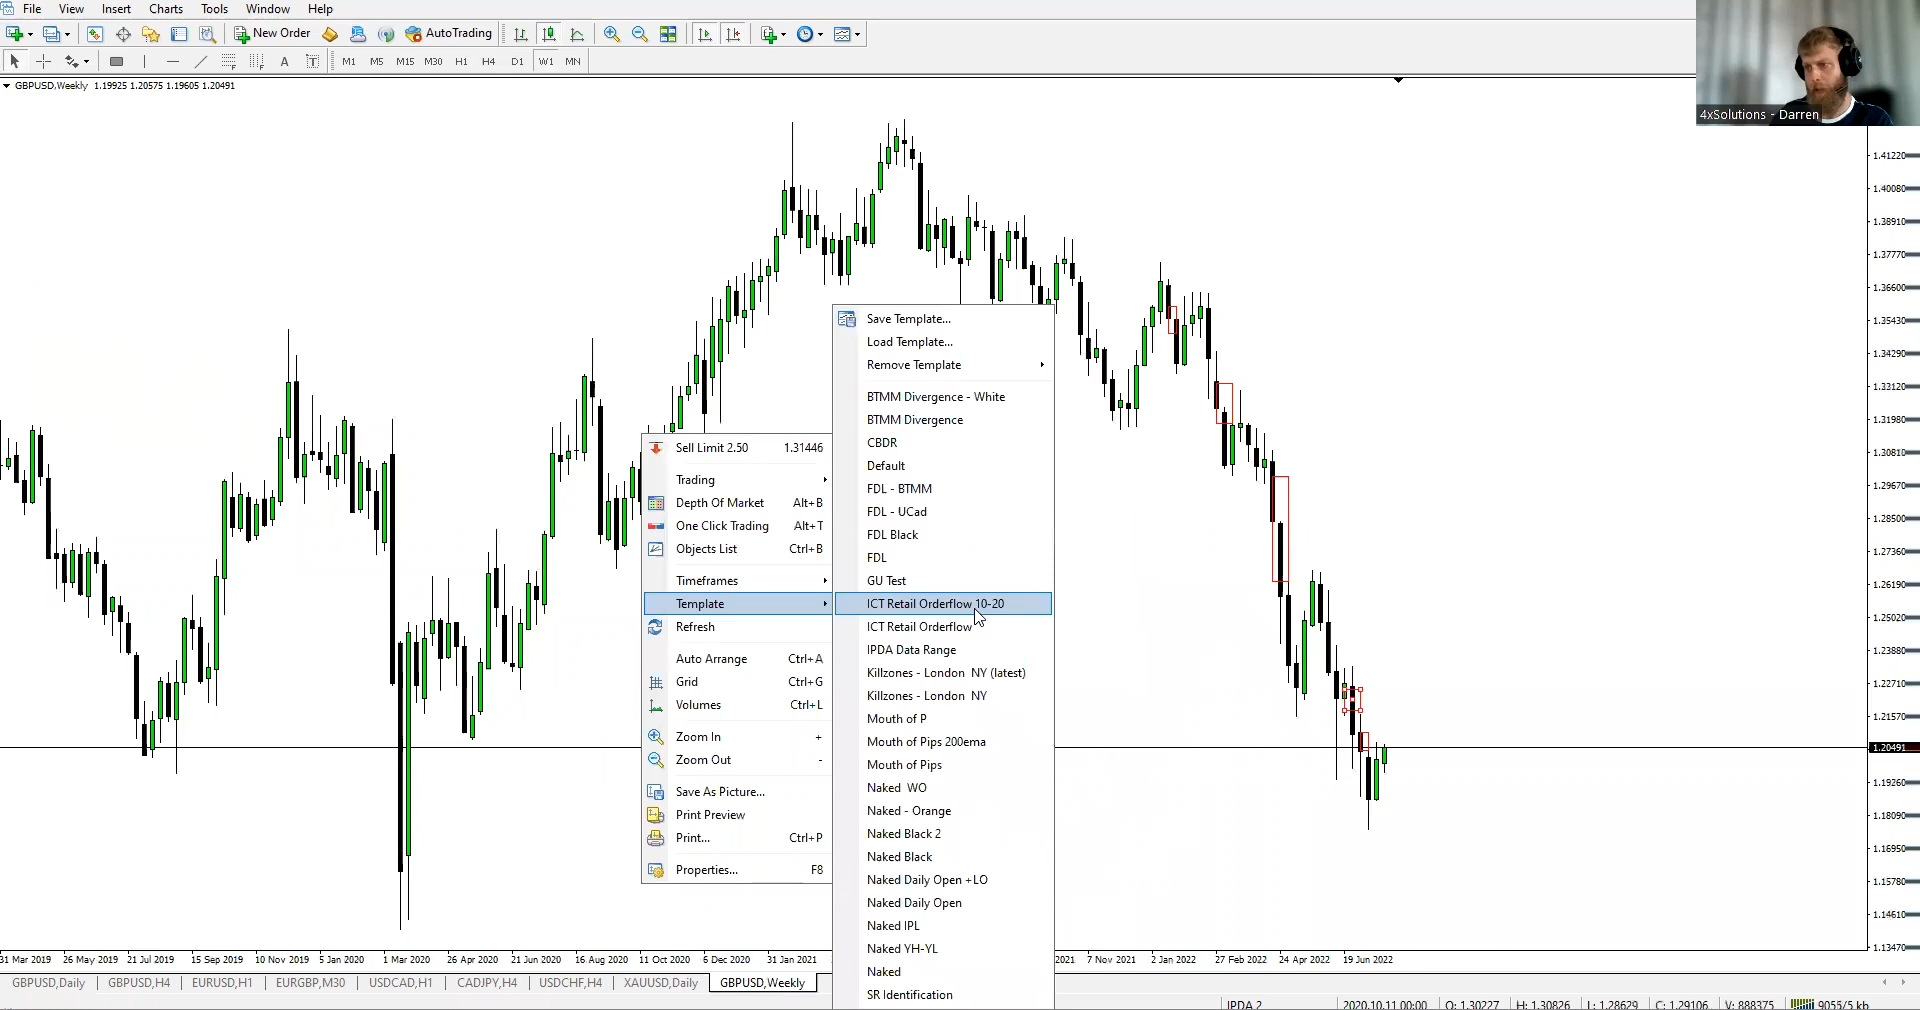 File View Insert Charts Tools Window Help
New Order AutoTrading
A T M1 M5 M15 M30 H1 H4 D1 W1 MN
4xSolutions - Darren
GBPUSD,Weekly 1.19925 1.20575 1.19605 1.20491
1.41220
1.40080
1.38910
1.37770
1.36600
1.35430
1.34290
1.33120
1.31980
1.30810
1.29670
1.28500
1.27360
1.26190
1.25020
1.23880
1.22710
1.21570
1.20491
1.19260
1.18090
1.16950
1.15780
1.14610
1.13470
Sell Limit 2.50 1.31446
Trading
Depth Of Market Alt+B
One Click Trading Alt+T
Objects List Ctrl+B
Timeframes
Template
Refresh
Auto Arrange Ctrl+A
Grid Ctrl+G
Volumes Ctrl+L
Zoom In +
Zoom Out -
Save As Picture...
Print Preview
Print... Ctrl+P
Properties... F8
Save Template...
Load Template...
Remove Template
BTMM Divergence - White
BTMM Divergence
CBDR
Default
FDL - BTMM
FDL - UCad
FDL Black
FDL
GU Test
ICT Retail Orderflow 10-20
ICT Retail Orderflow
IPDA Data Range
Killzones - London NY (latest)
Killzones - London NY
Mouth of P
Mouth of Pips 200ema
Mouth of Pips
Naked WO
Naked - Orange
Naked Black 2
Naked Black
Naked Daily Open +LO
Naked Daily Open
Naked IPL
Naked YH-YL
Naked
SR Identification
31 Mar 2019 26 May 2019 21 Jul 2019 15 Sep 2019 10 Nov 2019 5 Jan 2020 1 Mar 2020 26 Apr 2020 21 Jun 2020 16 Aug 2020 11 Oct 2020 6 Dec 2020 31 Jan 2021 2021 7 Nov 2021 2 Jan 2022 27 Feb 2022 24 Apr 2022 19 Jun 2022
GBPUSD,Daily GBPUSD,H4 EURUSD,H1 EURGBP,M30 USDCAD,H1 CADJPY,H4 USDCHF,H4 XAUUSD,Daily GBPUSD,Weekly
IPDA 2 2020.10.11 00:00 O: 1.30227 H: 1.30826 L: 1.28629 C: 1.29106 V: 888375 9055/5 kb